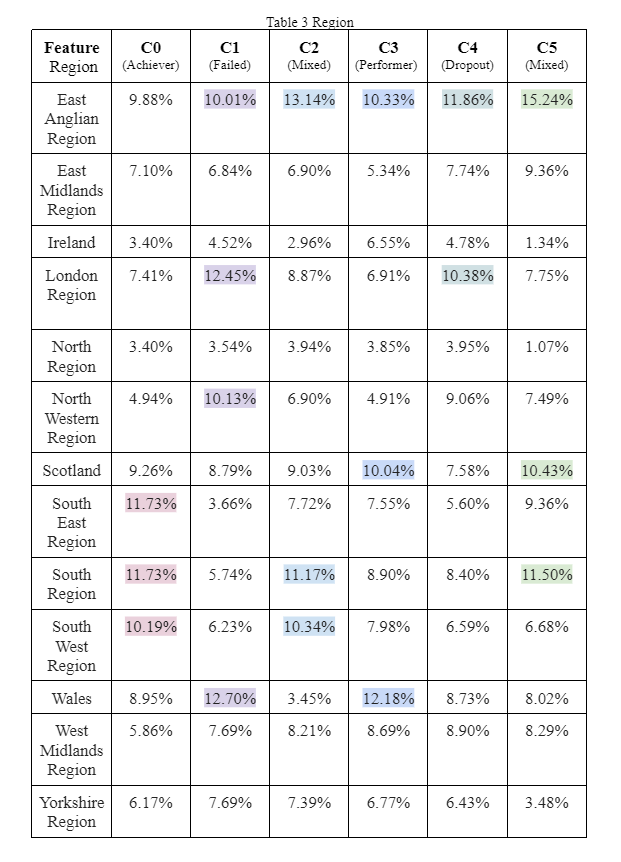 Table 3 Region
Feature Region C0 (Achiever) C1 (Failed) C2 (Mixed) C3 (Performer) C4 (Dropout) C5 (Mixed)
East Anglian Region 9.88% 10.01% 13.14% 10.33% 11.86% 15.24%
East Midlands Region 7.10% 6.84% 6.90% 5.34% 7.74% 9.36%
Ireland 3.40% 4.52% 2.96% 6.55% 4.78% 1.34%
London Region 7.41% 12.45% 8.87% 6.91% 10.38% 7.75%
North Region 3.40% 3.54% 3.94% 3.85% 3.95% 1.07%
North Western Region 4.94% 10.13% 6.90% 4.91% 9.06% 7.49%
Scotland 9.26% 8.79% 9.03% 10.04% 7.58% 10.43%
South East Region 11.73% 3.66% 7.72% 7.55% 5.60% 9.36%
South Region 11.73% 5.74% 11.17% 8.90% 8.40% 11.50%
South West Region 10.19% 6.23% 10.34% 7.98% 6.59% 6.68%
Wales 8.95% 12.70% 3.45% 12.18% 8.73% 8.02%
West Midlands Region 5.86% 7.69% 8.21% 8.69% 8.90% 8.29%
Yorkshire Region 6.17% 7.69% 7.39% 6.77% 6.43% 3.48%